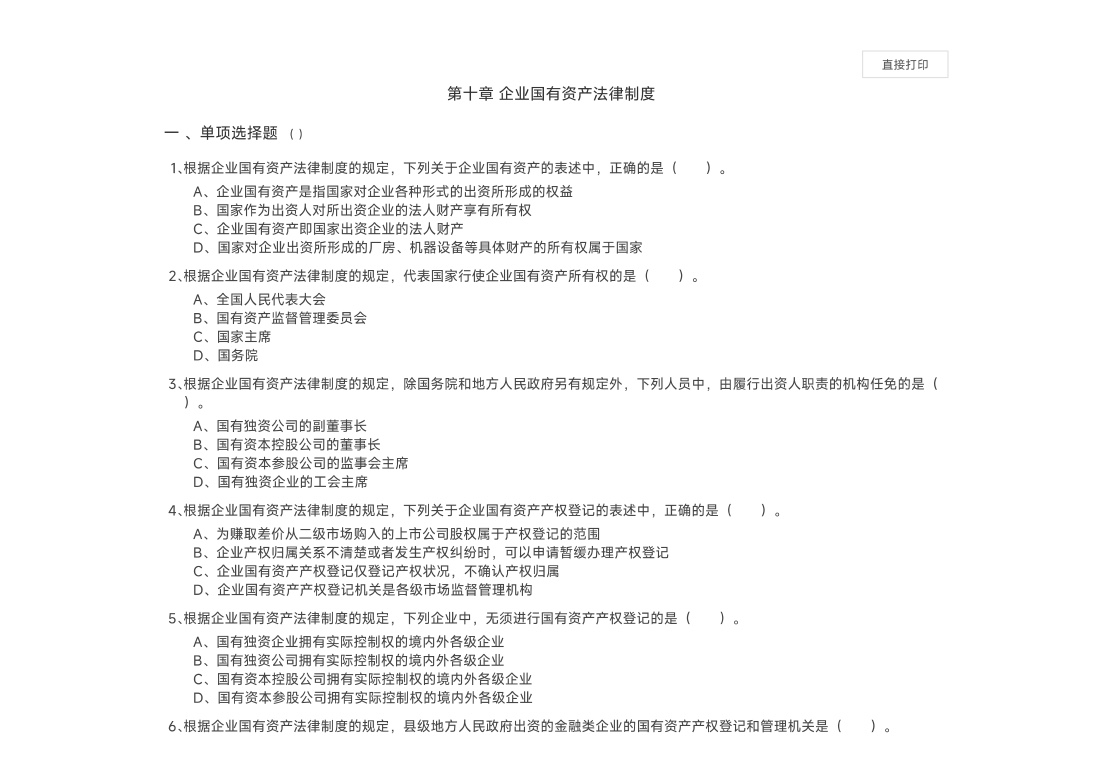 直接打印
第十章 企业国有资产法律制度
一 、单项选择题 ( )
1、根据企业国有资产法律制度的规定，下列关于企业国有资产的表述中，正确的是（　　）。
A、企业国有资产是指国家对企业各种形式的出资所形成的权益
B、国家作为出资人对所出资企业的法人财产享有所有权
C、企业国有资产即国家出资企业的法人财产
D、国家对企业出资所形成的厂房、机器设备等具体财产的所有权属于国家
2、根据企业国有资产法律制度的规定，代表国家行使企业国有资产所有权的是（　　）。
A、全国人民代表大会
B、国有资产监督管理委员会
C、国家主席
D、国务院
3、根据企业国有资产法律制度的规定，除国务院和地方人民政府另有规定外，下列人员中，由履行出资人职责的机构任免的是（
）。
A、国有独资公司的副董事长
B、国有资本控股公司的董事长
C、国有资本参股公司的监事会主席
D、国有独资企业的工会主席
4、根据企业国有资产法律制度的规定，下列关于企业国有资产产权登记的表述中，正确的是（　　）。
A、为赚取差价从二级市场购入的上市公司股权属于产权登记的范围
B、企业产权归属关系不清楚或者发生产权纠纷时，可以申请暂缓办理产权登记
C、企业国有资产产权登记仅登记产权状况，不确认产权归属
D、企业国有资产产权登记机关是各级市场监督管理机构
5、根据企业国有资产法律制度的规定，下列企业中，无须进行国有资产产权登记的是（　　）。
A、国有独资企业拥有实际控制权的境内外各级企业
B、国有独资公司拥有实际控制权的境内外各级企业
C、国有资本控股公司拥有实际控制权的境内外各级企业
D、国有资本参股公司拥有实际控制权的境内外各级企业
6、根据企业国有资产法律制度的规定，县级地方人民政府出资的金融类企业的国有资产产权登记和管理机关是（　　）。